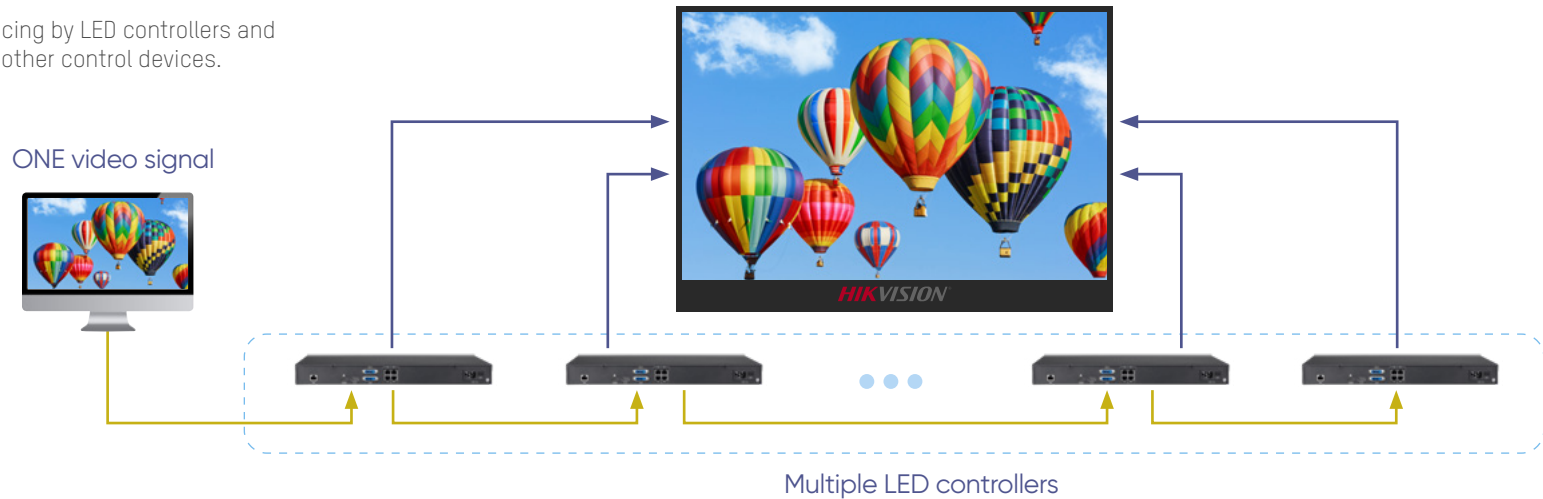 cing by LED controllers and
other control devices.
ONE video signal
HIKVISION
Multiple LED controllers